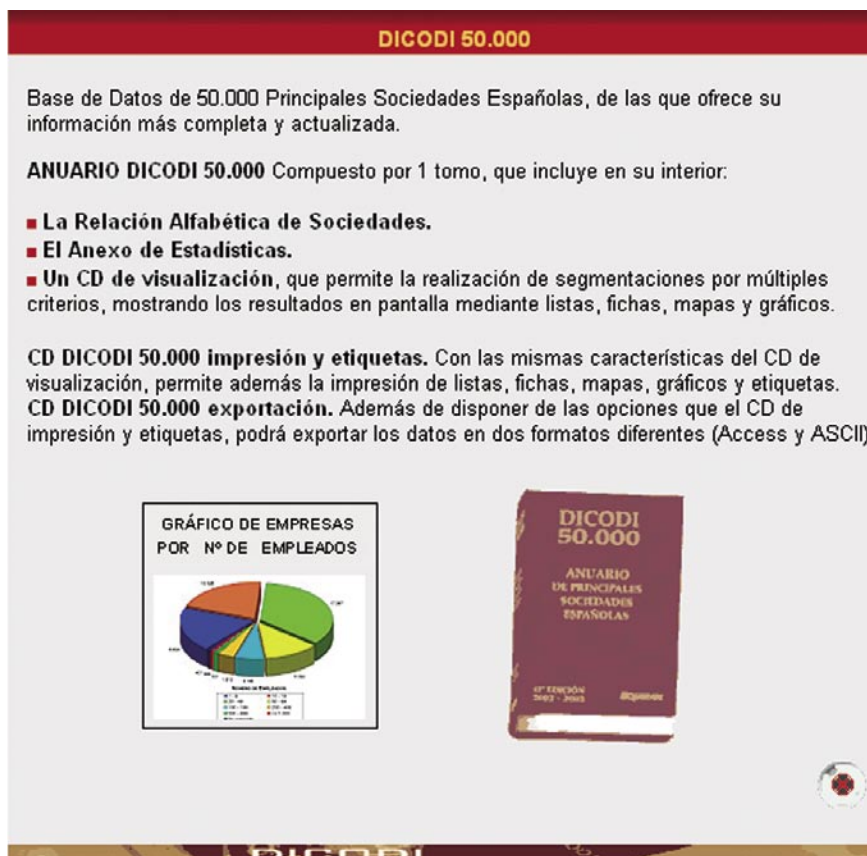 DICODI 50.000
Base de Datos de 50.000 Principales Sociedades Españolas, de las que ofrece su
información más completa y actualizada.
ANUARIO DICODI 50.000 Compuesto por 1 tomo, que incluye en su interior:
La Relación Alfabética de Sociedades.
El Anexo de Estadísticas.
Un CD de visualización, que permite la realización de segmentaciones por múltiples
criterios, mostrando los resultados en pantalla mediante listas, fichas, mapas y gráficos.
CD DICODI 50.000 impresión y etiquetas. Con las mismas características del CD de
visualización, permite además la impresión de listas, fichas, mapas, gráficos y etiquetas.
CD DICODI 50.000 exportación. Además de disponer de las opciones que el CD de
impresión y etiquetas, podrá exportar los datos en dos formatos diferentes (Access y ASCII)
GRÁFICO DE EMPRESAS
POR Nº DE EMPLEADOS
DICODI
50.000
ANUARIO
DE PRINCIPALES
SOCIEDADES
ESPAÑOLAS
EDICIÓN
2002 - 2003
DICODI